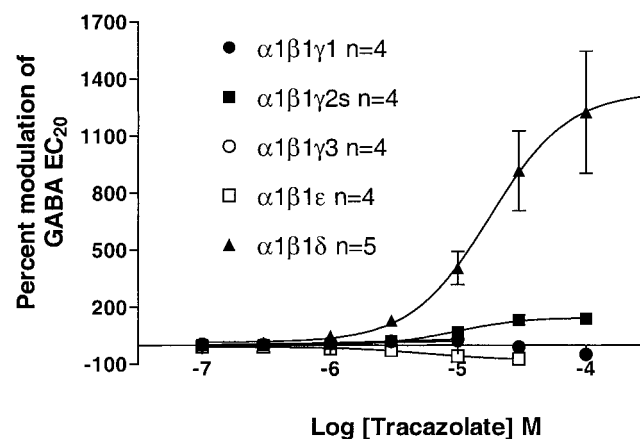 Percent modulation of
GABA EC20
1700
1400
1100
800
500
200
-100
α1β1γ1 n=4
α1β1γ2s n=4
α1β1γ3 n=4
α1β1ε n=4
α1β1δ n=5
-7
-6
-5
-4
Log [Tracazolate] M